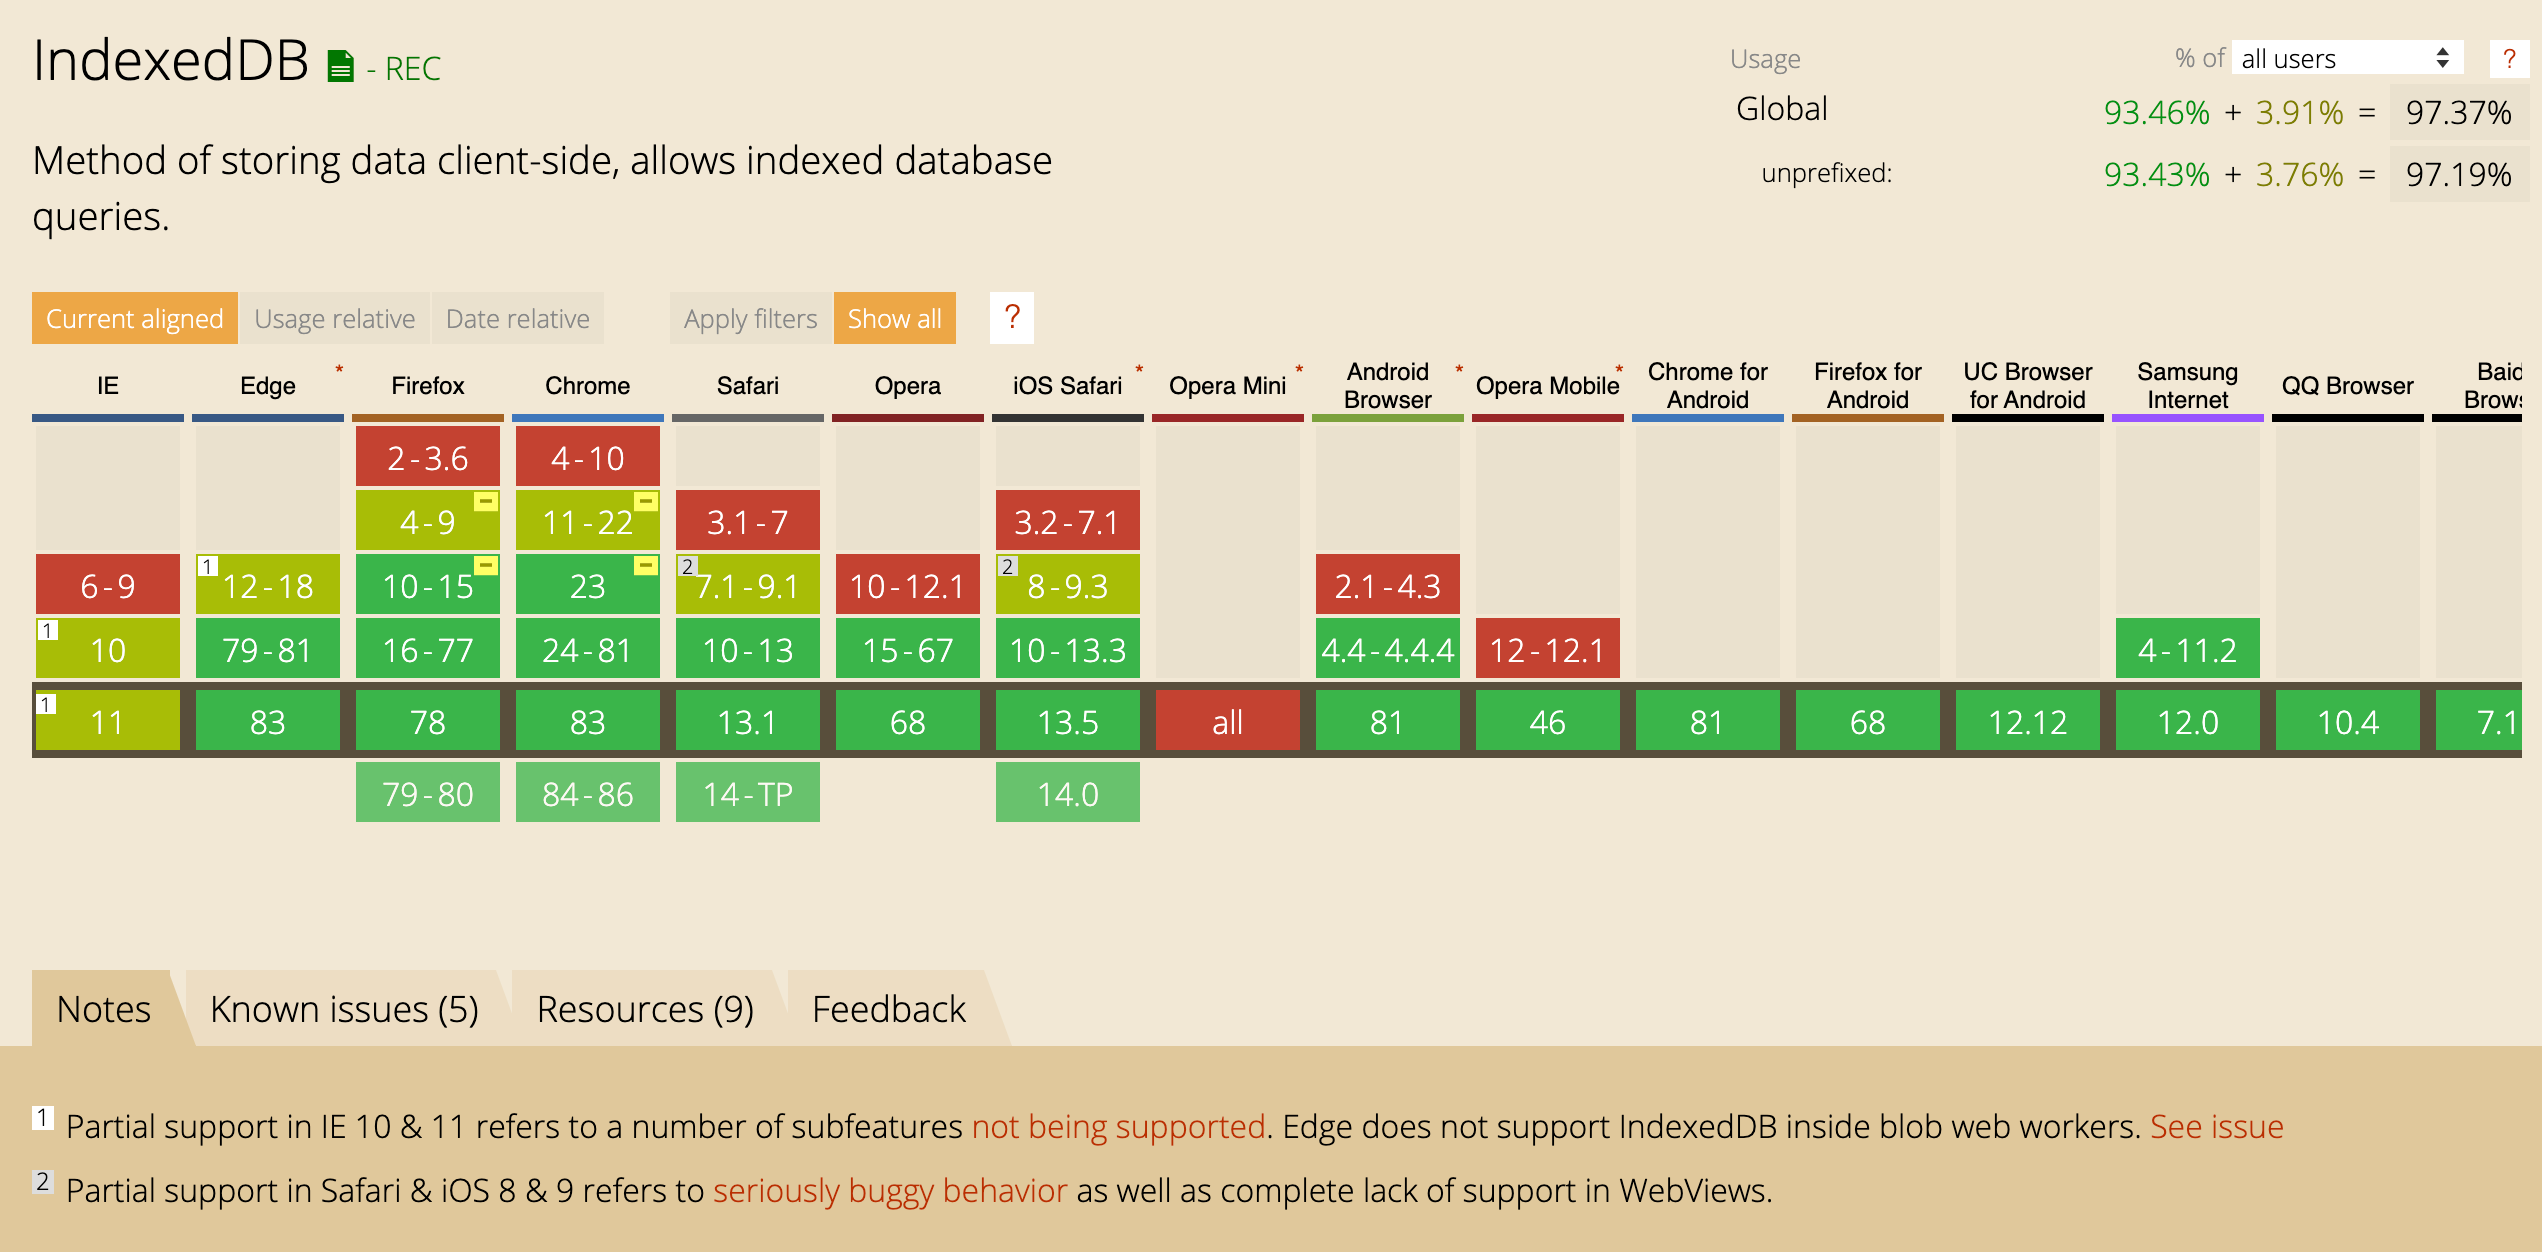 IndexedDB - REC
Usage % of all users ?
Global 93.46% + 3.91% = 97.37%
unprefixed: 93.43% + 3.76% = 97.19%
Method of storing data client-side, allows indexed database
queries.
Current aligned Usage relative Date relative Apply filters Show all ?
IE Edge * Firefox Chrome Safari Opera iOS Safari * Opera Mini * Android Browser * Opera Mobile * Chrome for Android Firefox for Android UC Browser for Android Samsung Internet QQ Browser Baid Brows
2-3.6 4-10
4-9 11-22 3.1-7 3.2-7.1
6-9 1 12-18 10-15 23 2 7.1-9.1 10-12.1 2 8-9.3 2.1-4.3
1 10 79-81 16-77 24-81 10-13 15-67 10-13.3 4.4-4.4.4 12-12.1 4-11.2
1 11 83 78 83 13.1 68 13.5 all 81 46 81 68 12.12 12.0 10.4 7.1
79-80 84-86 14-TP 14.0
Notes Known issues (5) Resources (9) Feedback
1 Partial support in IE 10 & 11 refers to a number of subfeatures not being supported. Edge does not support IndexedDB inside blob web workers. See issue
2 Partial support in Safari & iOS 8 & 9 refers to seriously buggy behavior as well as complete lack of support in WebViews.